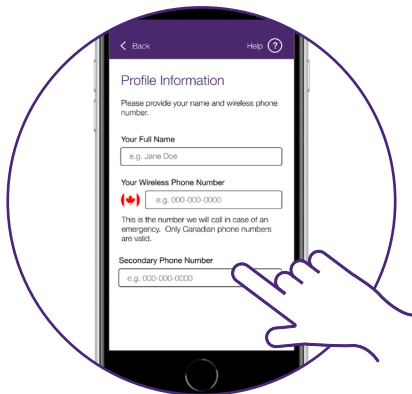 Back
Help ?
Profile Information
Please provide your name and wireless phone
number.
Your Full Name
e.g. Jane Doe
Your Wireless Phone Number
e.g. 000-000-0000
This is the number we will call in case of an
emergency. Only Canadian phone numbers
are valid.
Secondary Phone Number
e.g. 000-000-0000